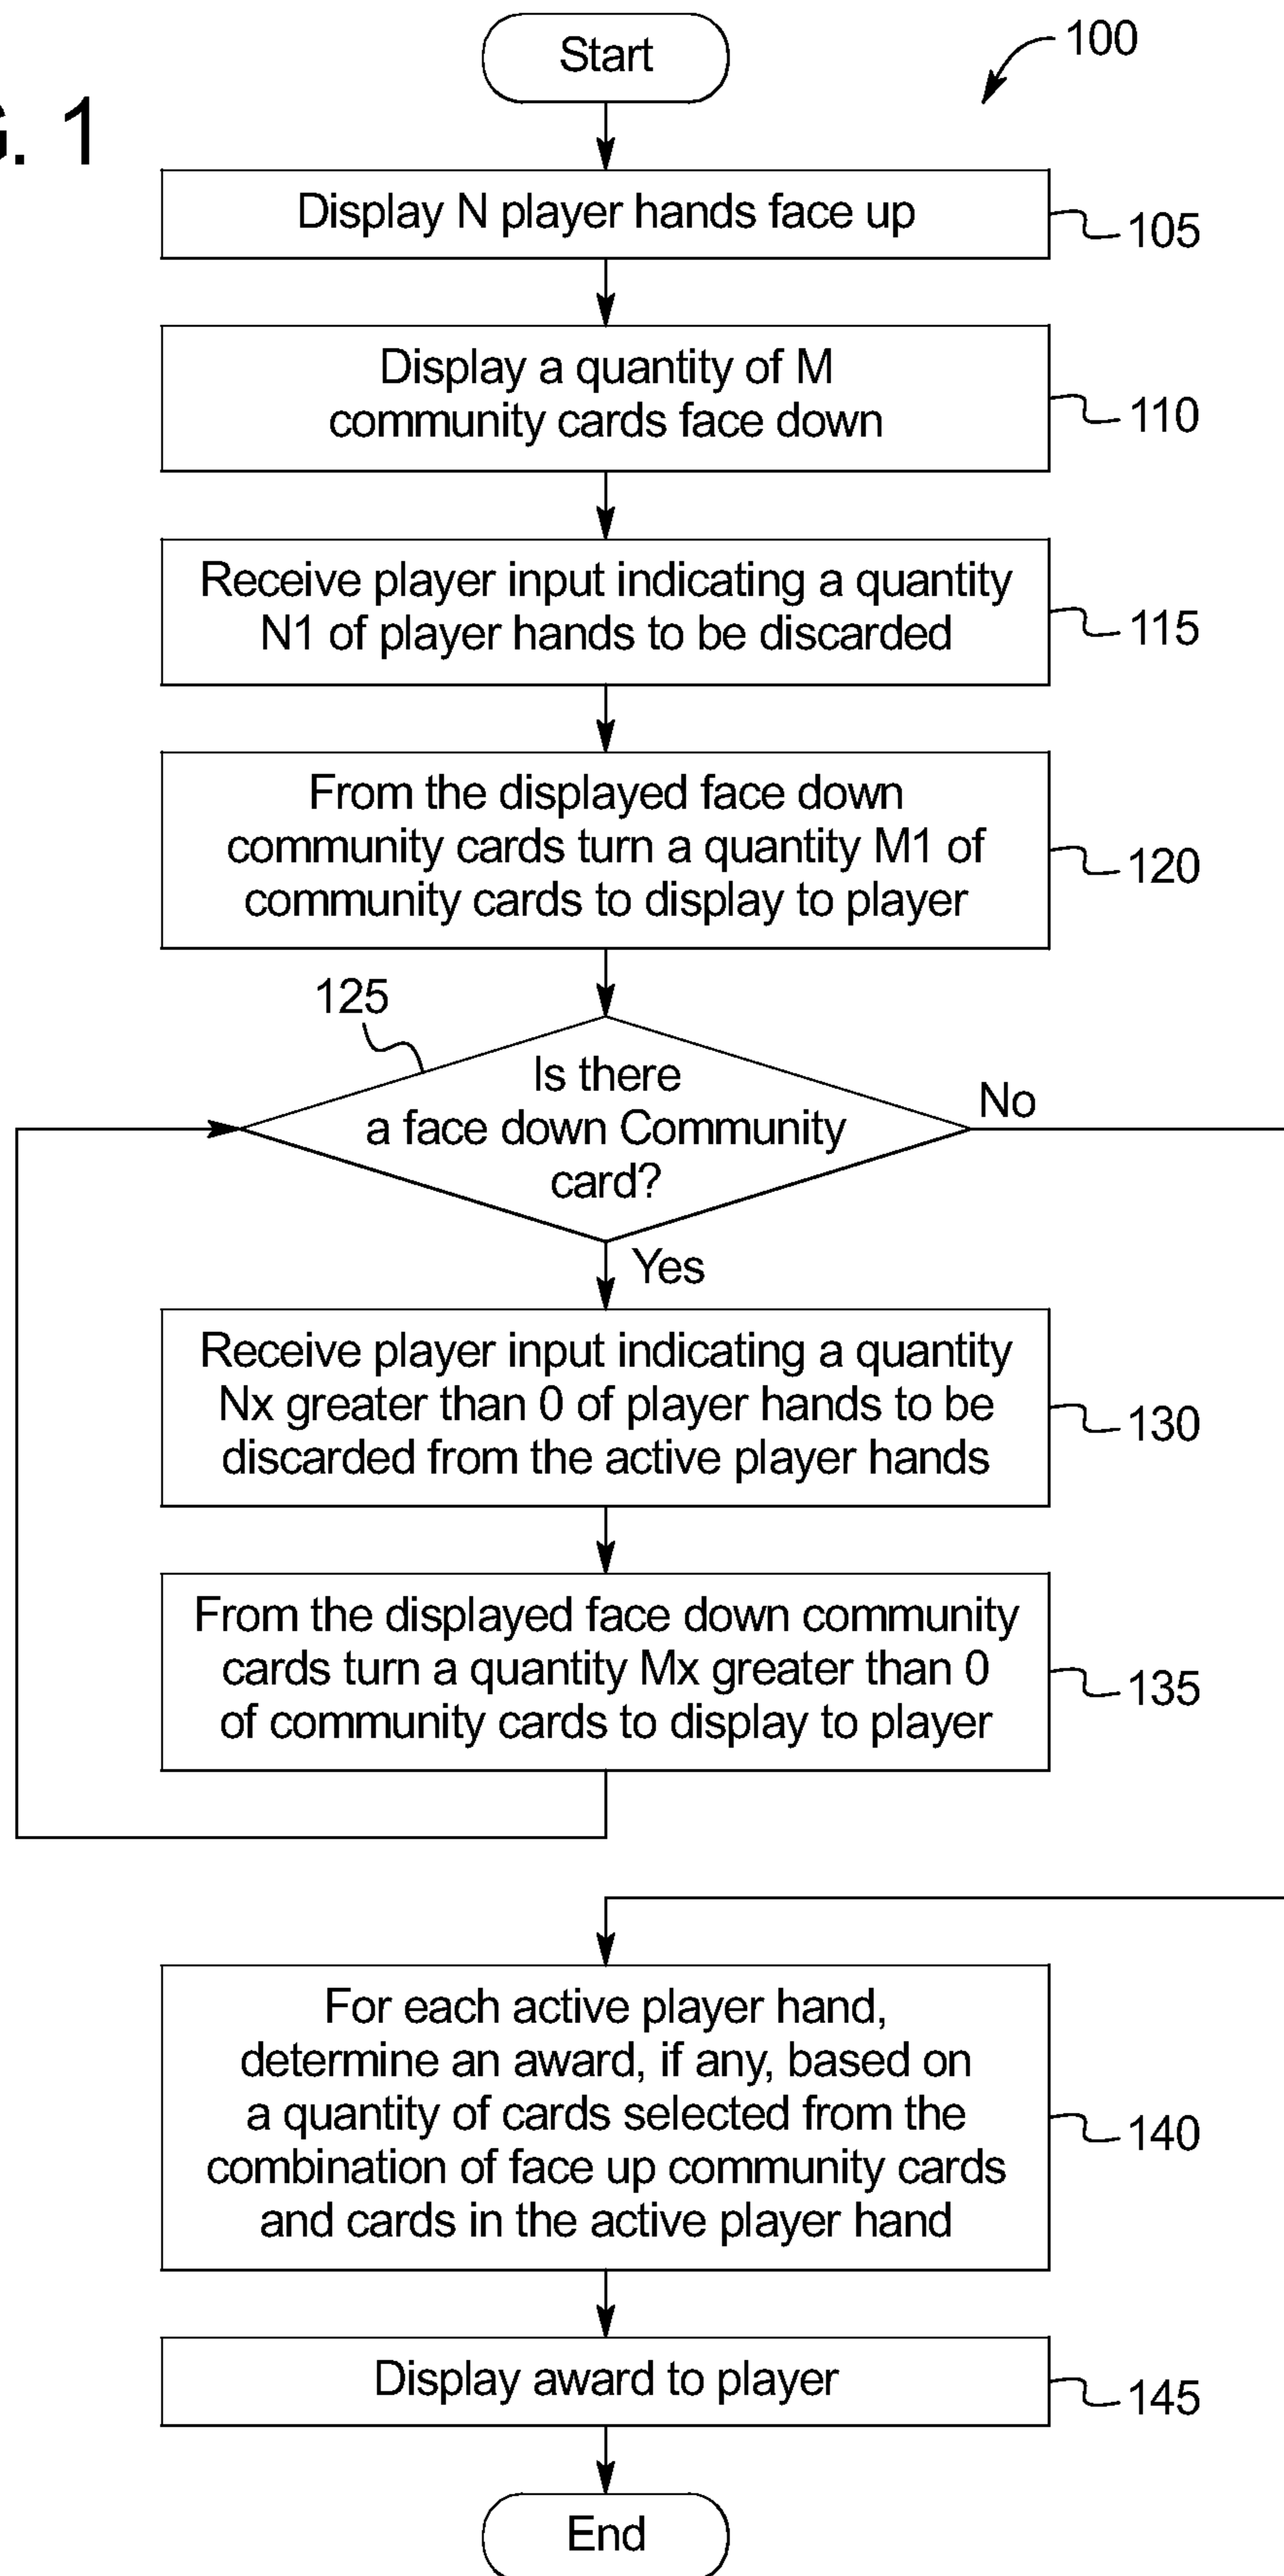 Start
100
G. 1
Display N player hands face up
105
Display a quantity of M
community cards face down
110
Receive player input indicating a quantity
N1 of player hands to be discarded
115
From the displayed face down
community cards turn a quantity M1 of
community cards to display to player
120
125
Is there
a face down Community
card?
No
Yes
Receive player input indicating a quantity
Nx greater than 0 of player hands to be
discarded from the active player hands
130
From the displayed face down community
cards turn a quantity Mx greater than 0
of community cards to display to player
135
For each active player hand,
determine an award, if any, based on
a quantity of cards selected from the
combination of face up community cards
and cards in the active player hand
140
Display award to player
145
End